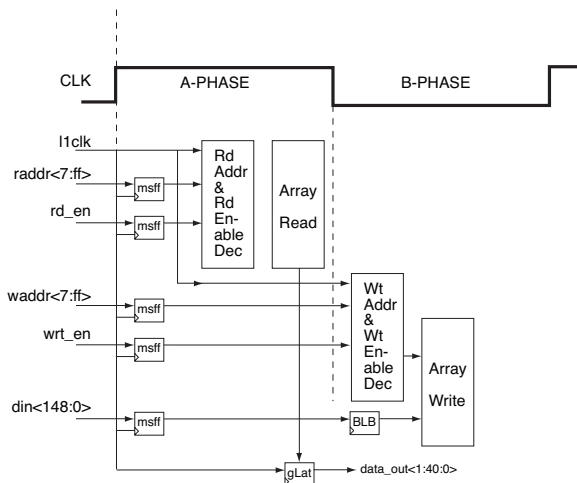 CLK
A-PHASE
B-PHASE
l1clk
raddr<7:ff>
msff
rd_en
msff
Rd
Addr
&
Rd
En-
able
Dec
Array
Read
waddr<7:ff>
msff
wrt_en
msff
Wt
Addr
&
Wt
En-
able
Dec
Array
Write
din<148:0>
msff
BLB
gLat
data_out<1:40:0>